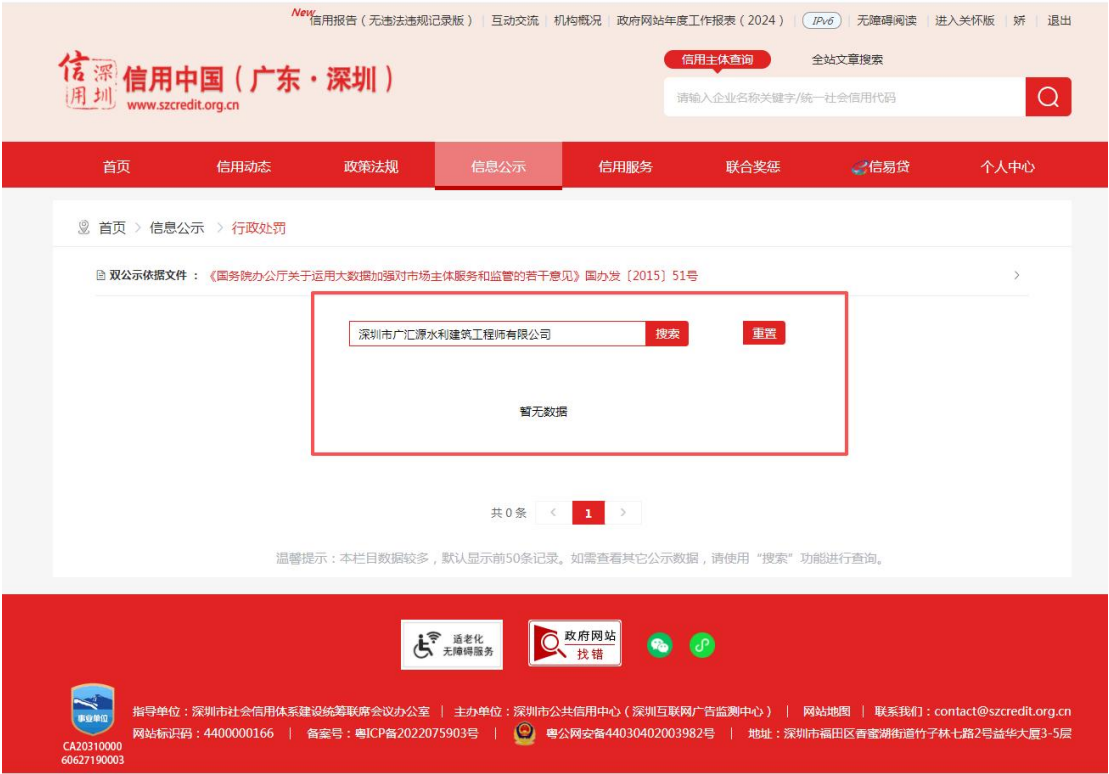 New 信用报告（无违法违规记录版） 互动交流 机构概况 政府网站年度工作报表（2024） IPv6 无障碍阅读 进入关怀版 娇 退出
信用深圳
信用中国（广东·深圳）
www.szcredit.org.cn
信用主体查询 全站文章搜索
请输入企业名称关键字/统一社会信用代码
首页 信用动态 政策法规 信息公示 信用服务 联合奖惩 信易贷 个人中心
首页 > 信息公示 > 行政处罚
双公示依据文件 ： 《国务院办公厅关于运用大数据加强对市场主体服务和监管的若干意见》国办发〔2015〕51号 >
深圳市广汇源水利建筑工程师有限公司 搜索 重置
暂无数据
共 0 条 < 1 >
温馨提示：本栏目数据较多，默认显示前50条记录。如需查看其它公示数据，请使用“搜索”功能进行查询。
适老化
无障碍服务
政府网站
找错
事业单位
CA20310000
60627190003
指导单位：深圳市社会信用体系建设统筹联席会议办公室 | 主办单位：深圳市公共信用中心（深圳互联网广告监测中心） | 网站地图 | 联系我们：contact@szcredit.org.cn
网站标识码：4400000166 | 备案号：粤ICP备2022075903号 | 粤公网安备44030402003982号 | 地址：深圳市福田区香蜜湖街道竹子林七路2号益华大厦3-5层